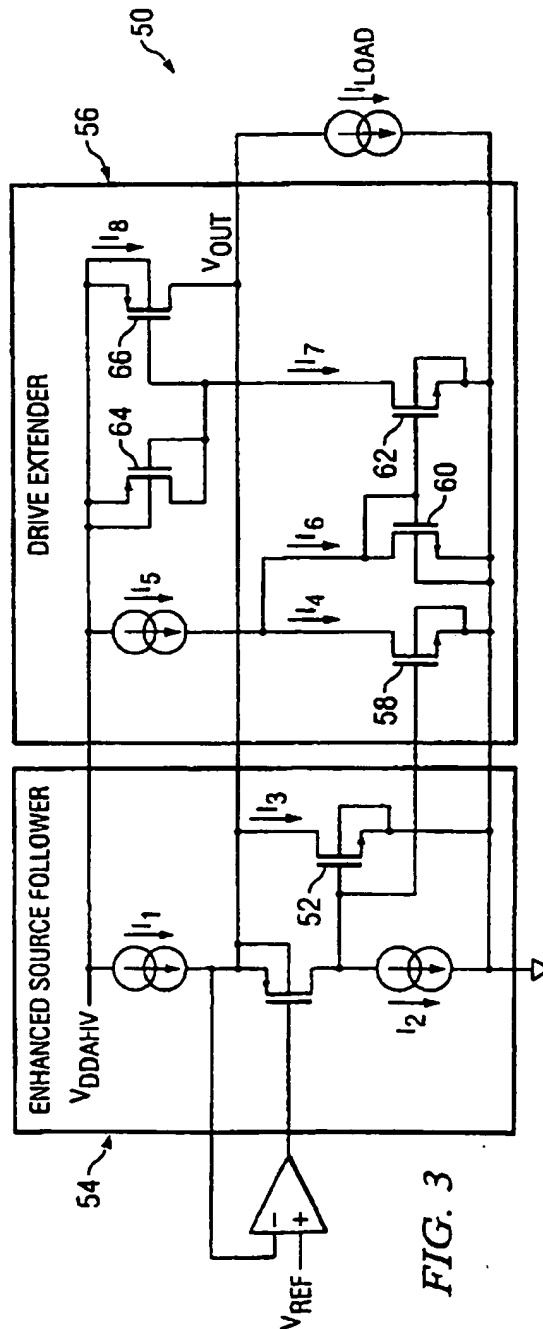 50
56
DRIVE EXTENDER
ENHANCED SOURCE FOLLOWER
54
VDDAHV
I1
I5
64
66
I8
VOUT
ILOAD
I3
I4
I6
I7
52
58
60
62
I2
VREF
-
+
FIG. 3